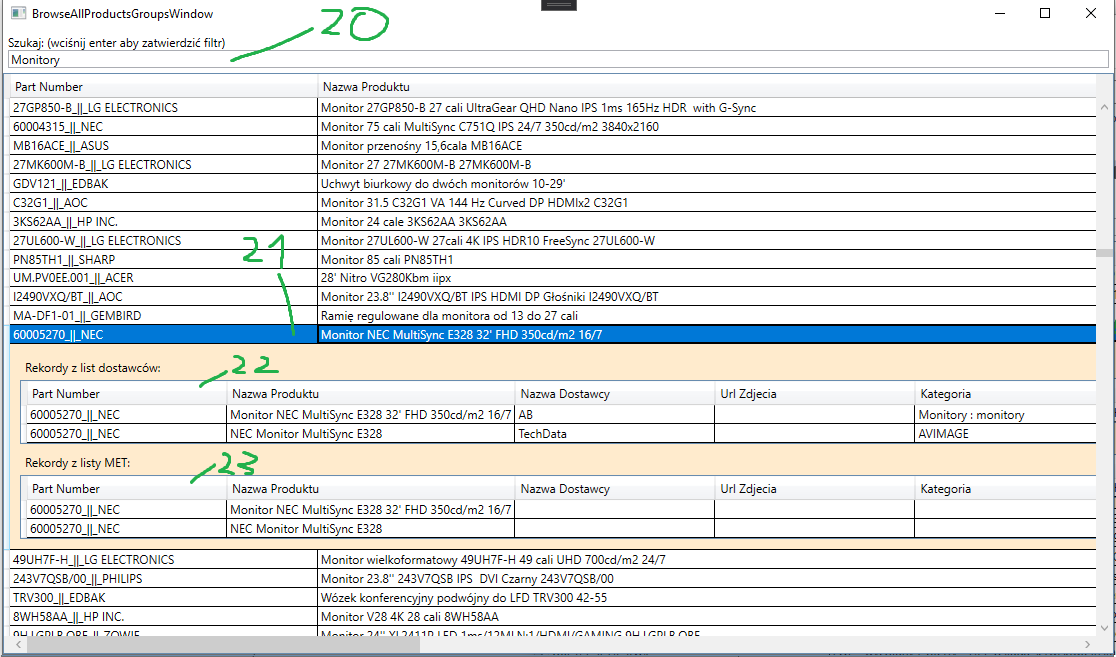 BrowseAllProductsGroupsWindow
20
Szukaj: (wciśnij enter aby zatwierdzić filtr)
Monitory
Part Number Nazwa Produktu
27GP850-B_||_LG ELECTRONICS Monitor 27GP850-B 27 cali UltraGear QHD Nano IPS 1ms 165Hz HDR  with G-Sync
60004315_||_NEC Monitor 75 cali MultiSync C751Q IPS 24/7 350cd/m2 3840x2160
MB16ACE_||_ASUS Monitor przenośny 15,6cala MB16ACE
27MK600M-B_||_LG ELECTRONICS Monitor 27 27MK600M-B 27MK600M-B
GDV121_||_EDBAK Uchwyt biurkowy do dwóch monitorów 10-29'
C32G1_||_AOC Monitor 31.5 C32G1 VA 144 Hz Curved DP HDMIx2 C32G1
3KS62AA_||_HP INC. Monitor 24 cale 3KS62AA 3KS62AA
27UL600-W_||_LG ELECTRONICS Monitor 27UL600-W 27cali 4K IPS HDR10 FreeSync 27UL600-W
21
PN85TH1_||_SHARP Monitor 85 cali PN85TH1
UM.PV0EE.001_||_ACER 28' Nitro VG280Kbm iipx
I2490VXQ/BT_||_AOC Monitor 23.8'' I2490VXQ/BT IPS HDMI DP Głośniki I2490VXQ/BT
MA-DF1-01_||_GEMBIRD Ramię regulowane dla monitora od 13 do 27 cali
60005270_||_NEC Monitor NEC MultiSync E328 32' FHD 350cd/m2 16/7
Rekordy z list dostawców:
22
Part Number Nazwa Produktu Nazwa Dostawcy Url Zdjecia Kategoria
60005270_||_NEC Monitor NEC MultiSync E328 32' FHD 350cd/m2 16/7 AB Monitory : monitory
60005270_||_NEC NEC Monitor MultiSync E328 TechData AVIMAGE
Rekordy z listy MET:
23
Part Number Nazwa Produktu Nazwa Dostawcy Url Zdjecia Kategoria
60005270_||_NEC Monitor NEC MultiSync E328 32' FHD 350cd/m2 16/7
60005270_||_NEC NEC Monitor MultiSync E328
49UH7F-H_||_LG ELECTRONICS Monitor wielkoformatowy 49UH7F-H 49 cali UHD 700cd/m2 24/7
243V7QSB/00_||_PHILIPS Monitor 23.8'' 243V7QSB IPS  DVI Czarny 243V7QSB/00
TRV300_||_EDBAK Wózek konferencyjny podwójny do LFD TRV300 42-55
8WH58AA_||_HP INC. Monitor V28 4K 28 cali 8WH58AA